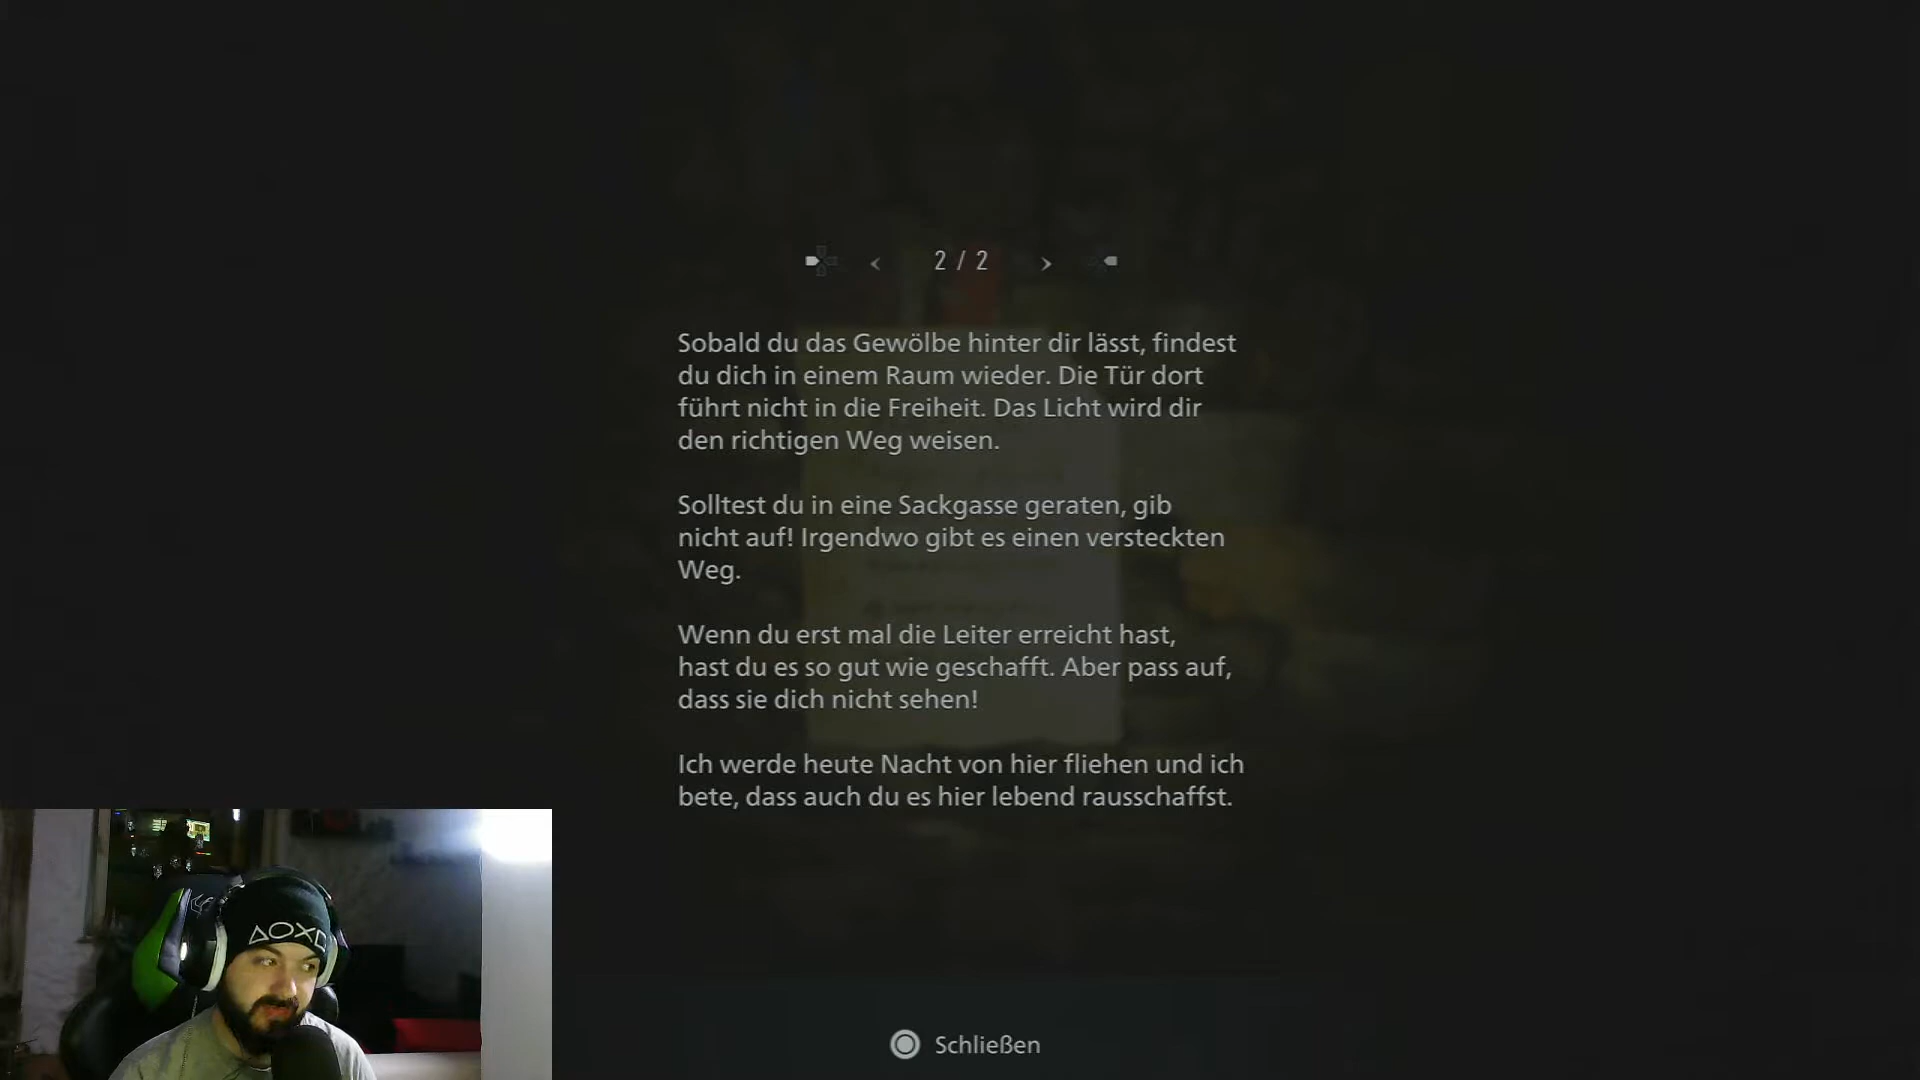 2 / 2
Sobald du das Gewölbe hinter dir lässt, findest
du dich in einem Raum wieder. Die Tür dort
führt nicht in die Freiheit. Das Licht wird dir
den richtigen Weg weisen.
Solltest du in eine Sackgasse geraten, gib
nicht auf! Irgendwo gibt es einen versteckten
Weg.
Wenn du erst mal die Leiter erreicht hast,
hast du es so gut wie geschafft. Aber pass auf,
dass sie dich nicht sehen!
Ich werde heute Nacht von hier fliehen und ich
bete, dass auch du es hier lebend rausschaffst.
Schließen